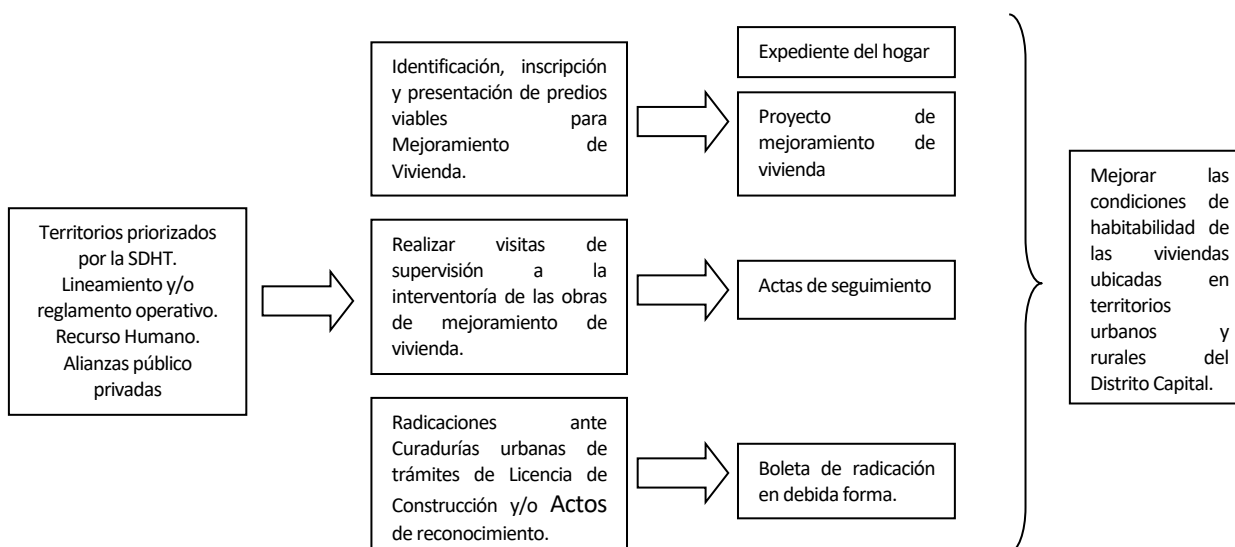 Territorios priorizados
por la SDHT.
Lineamiento y/o
reglamento operativo.
Recurso Humano.
Alianzas público
privadas
Identificación, inscripción
y presentación de predios
viables para
Mejoramiento de
Vivienda.
Realizar visitas de
supervisión a la
interventoría de las obras
de mejoramiento de
vivienda.
Radicaciones ante
Curadurías urbanas de
trámites de Licencia de
Construcción y/o Actos
de reconocimiento.
Expediente del hogar
Proyecto de
mejoramiento de
vivienda
Actas de seguimiento
Boleta de radicación
en debida forma.
Mejorar las
condiciones de
habitabilidad de
las viviendas
ubicadas en
territorios
urbanos y
rurales del
Distrito Capital.